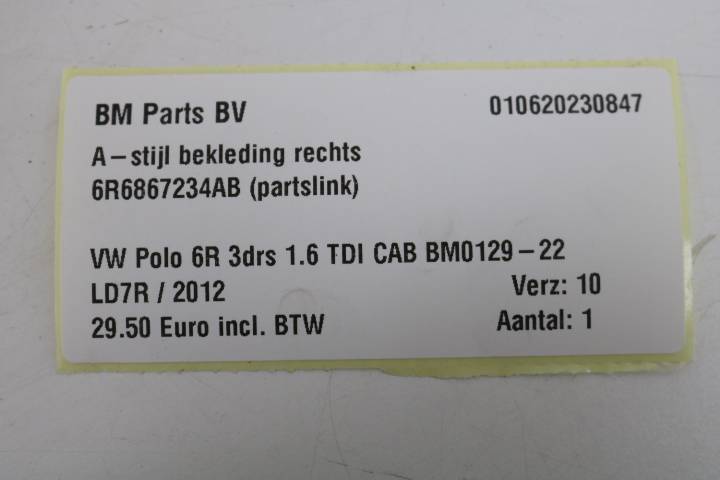 BM Parts BV 010620230847
A-stijl bekleding rechts
6R6867234AB (partslink)
VW Polo 6R 3drs 1.6 TDI CAB BM0129-22
LD7R / 2012 Verz: 10
29.50 Euro incl. BTW Aantal: 1